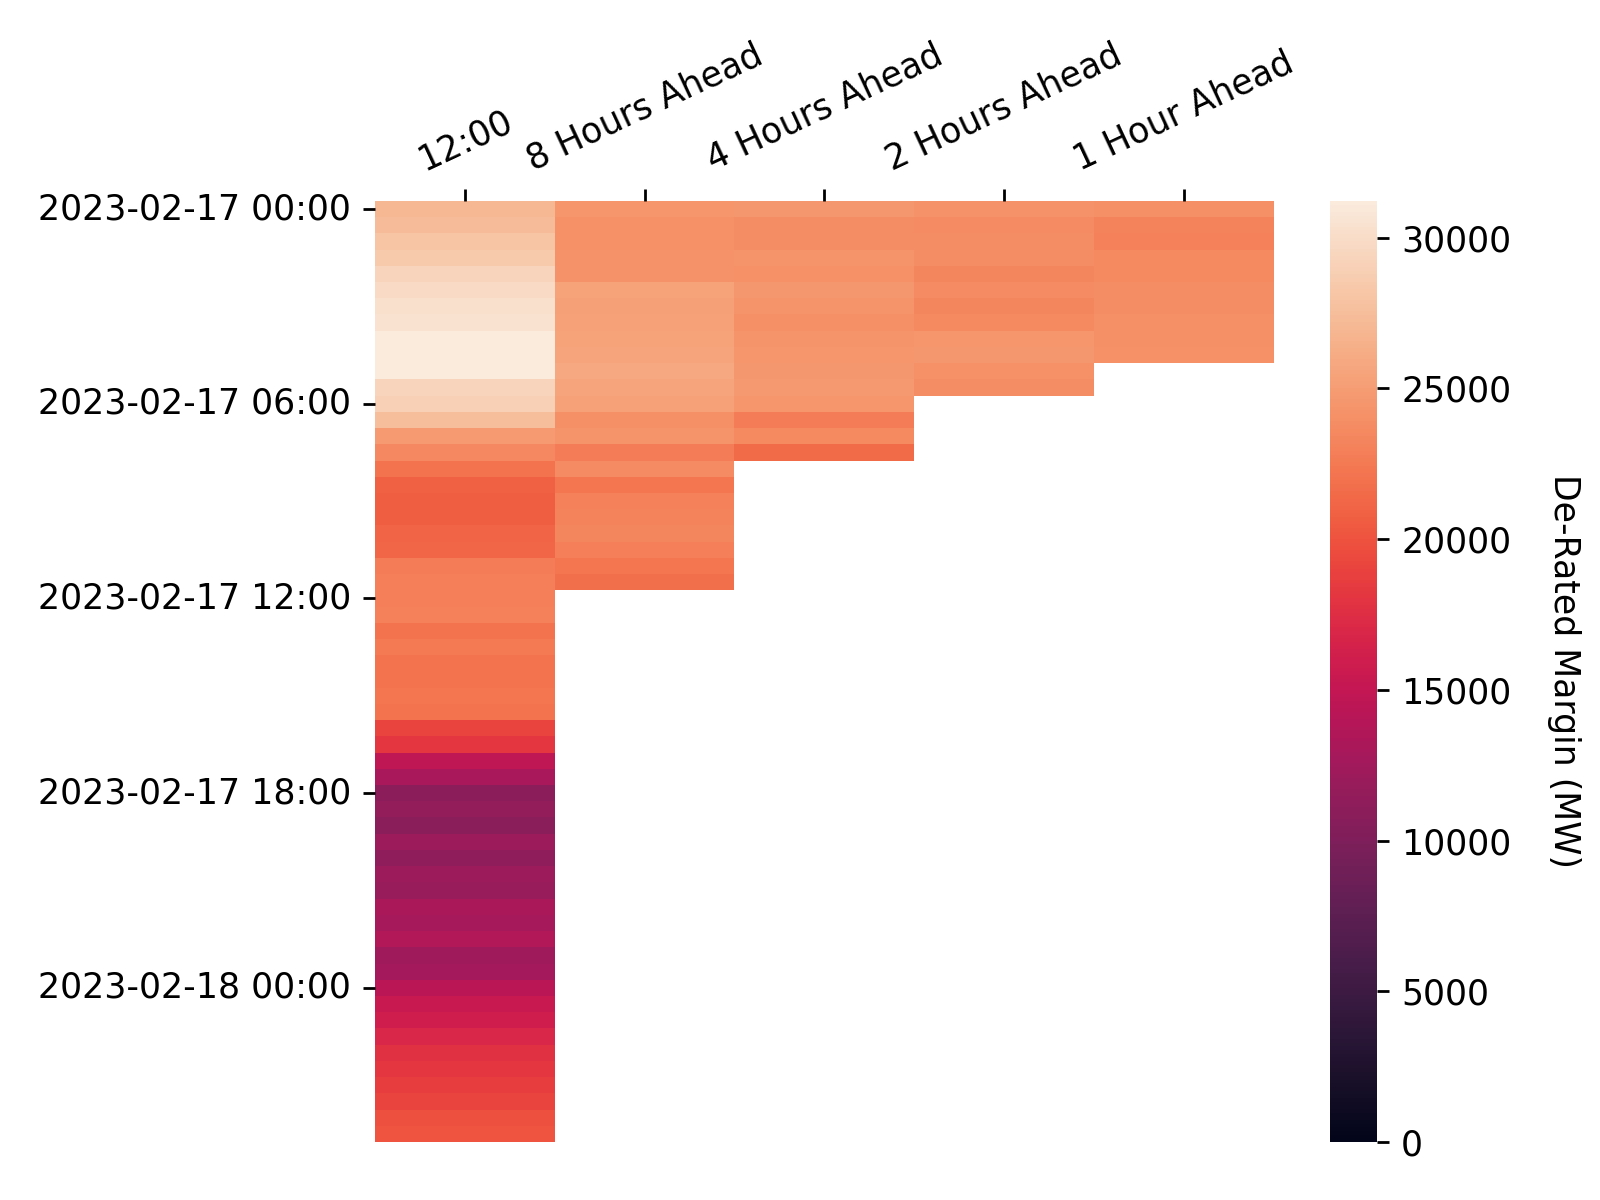 12:00
8 Hours Ahead
4 Hours Ahead
2 Hours Ahead
1 Hour Ahead
2023-02-17 00:00
2023-02-17 06:00
2023-02-17 12:00
2023-02-17 18:00
2023-02-18 00:00
30000
25000
20000
15000
10000
5000
0
De-Rated Margin (MW)